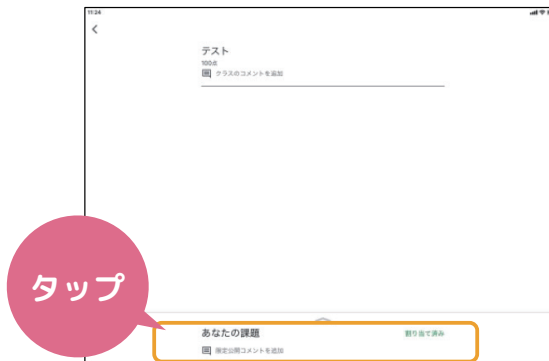 11:24
テスト
100点
クラスのコメントを追加
タップ
あなたの課題 割り当て済み
限定公開コメントを追加